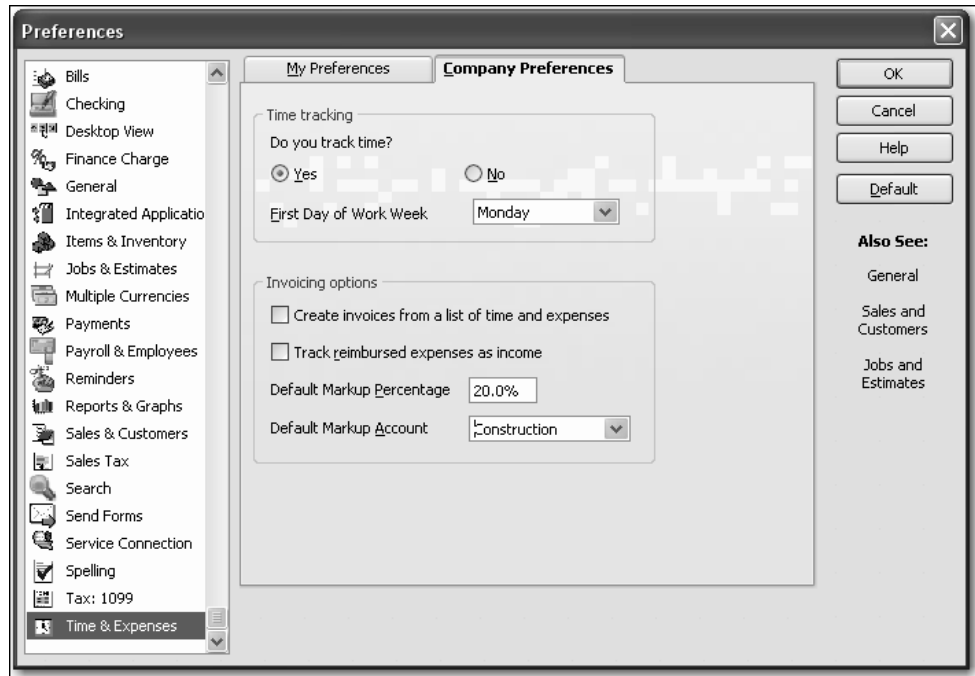 Preferences
Bills
Checking
Desktop View
Finance Charge
General
Integrated Applicatio
Items & Inventory
Jobs & Estimates
Multiple Currencies
Payments
Payroll & Employees
Reminders
Reports & Graphs
Sales & Customers
Sales Tax
Search
Send Forms
Service Connection
Spelling
Tax: 1099
Time & Expenses
My Preferences
Company Preferences
Time tracking
Do you track time?
Yes
No
First Day of Work Week
Monday
Invoicing options
Create invoices from a list of time and expenses
Track reimbursed expenses as income
Default Markup Percentage
20.0%
Default Markup Account
Construction
OK
Cancel
Help
Default
Also See:
General
Sales and
Customers
Jobs and
Estimates